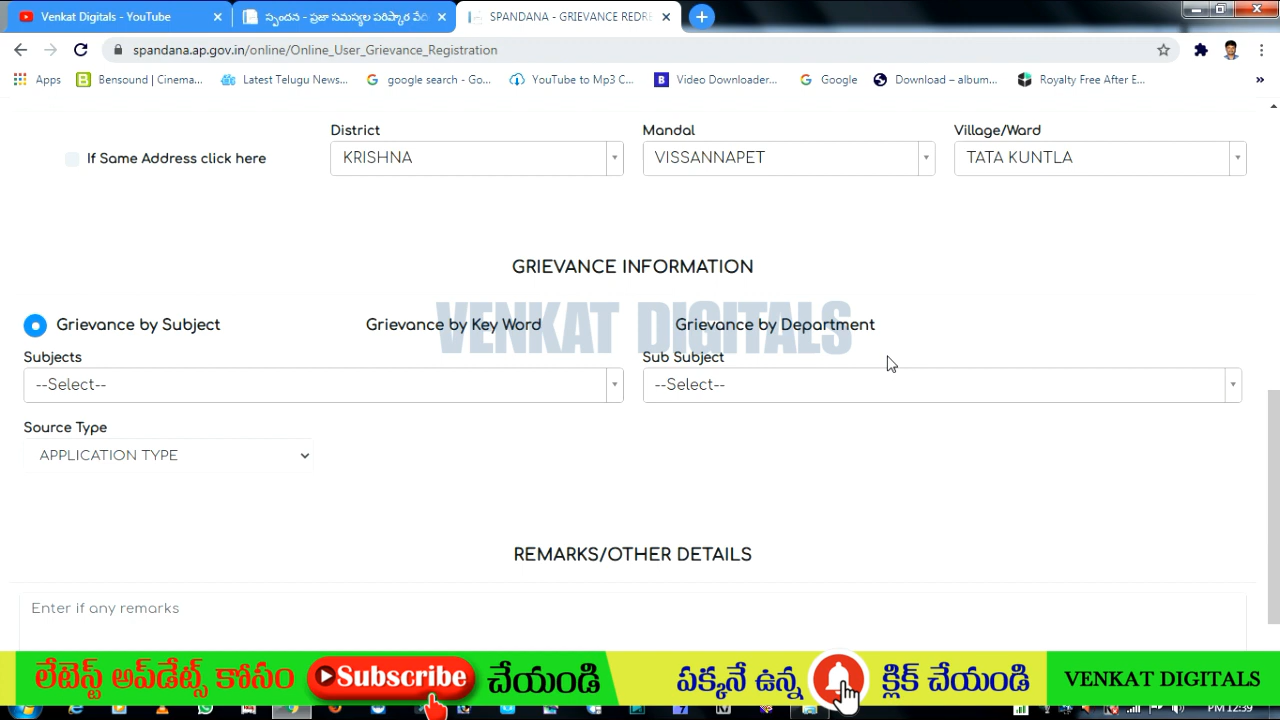 Venkat Digitals - YouTube
స్పందన - ప్రజా సమస్యల పరిష్కార వేది
SPANDANA - GRIEVANCE REDRE
spandana.ap.gov.in/online/Online_User_Grievance_Registration
Apps
Bensound | Cinema...
Latest Telugu News...
google search - Go...
YouTube to Mp3 C...
Video Downloader...
Google
Download – album...
Royalty Free After E...
District
Mandal
Village/Ward
If Same Address click here
KRISHNA
VISSANNAPET
TATA KUNTLA
GRIEVANCE INFORMATION
VENKAT DIGITALS
Grievance by Subject
Grievance by Key Word
Grievance by Department
Subjects
Sub Subject
--Select--
--Select--
Source Type
APPLICATION TYPE
REMARKS/OTHER DETAILS
Enter if any remarks
లేటెస్ట్ అప్‌డేట్స్ కోసం Subscribe చేయండి పక్కనే ఉన్న క్లిక్ చేయండి VENKAT DIGITALS
PM 12:39